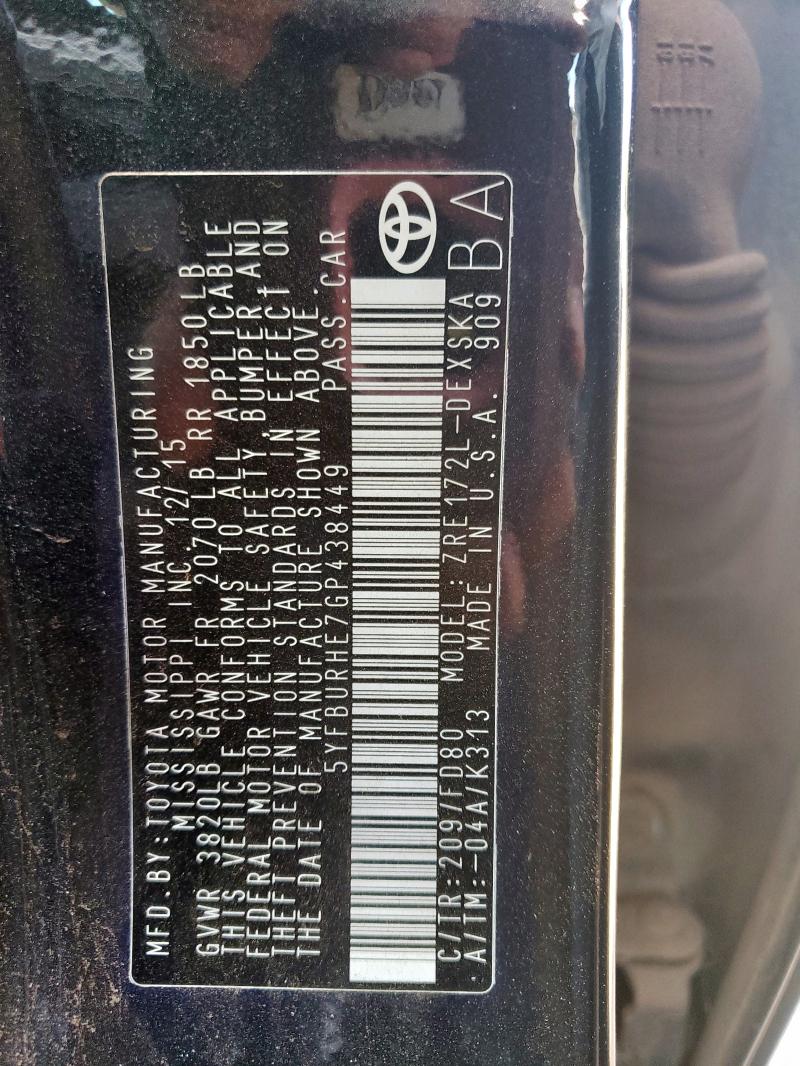 MFD.BY:TOYOTA MOTOR MANUFACTURING
MISSISSIPPI INC. 12/15
GVWR 3820LB GAWR FR 2070LB RR 1850LB
THIS VEHICLE CONFORMS TO ALL APPLICABLE
FEDERAL MOTOR VEHICLE SAFETY, BUMPER AND
THEFT PREVENTION STANDARDS IN EFFECT ON
THE DATE OF MANUFACTURE SHOWN ABOVE.
5YFBURHE7GP438449 PASS.CAR
C/TR:209/FD80 MODEL:ZRE172L-DEXSKA
A/TM:-04A/K313 MADE IN U.S.A. 909 BA